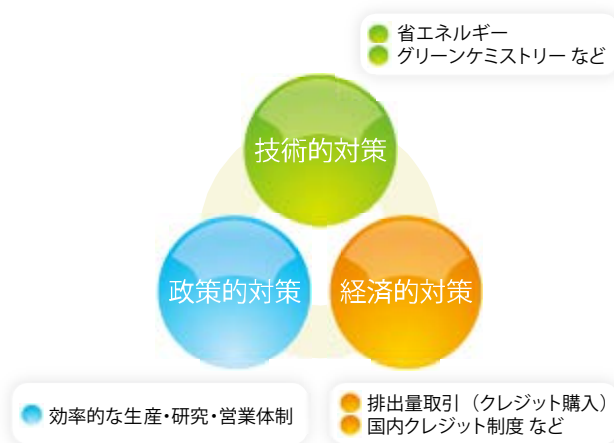 省エネルギー
グリーンケミストリー など
技術的対策
政策的対策
経済的対策
効率的な生産・研究・営業体制
排出量取引（クレジット購入）
国内クレジット制度 など